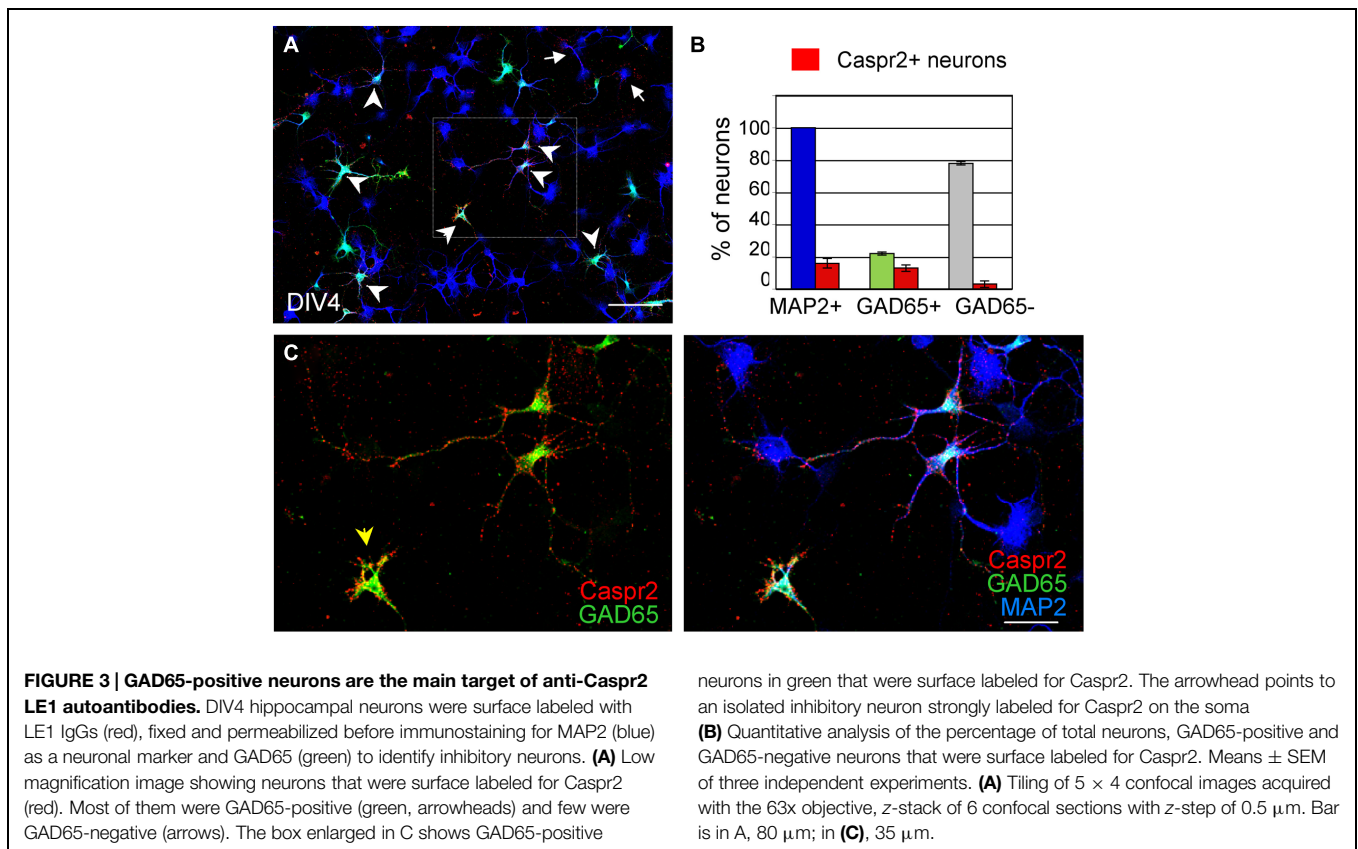 A
DIV4
B
Caspr2+ neurons
% of neurons
100
80
60
40
20
0
MAP2+ GAD65+ GAD65-
C
Caspr2
GAD65
Caspr2
GAD65
MAP2
FIGURE 3 | GAD65-positive neurons are the main target of anti-Caspr2
LE1 autoantibodies. DIV4 hippocampal neurons were surface labeled with
LE1 IgGs (red), fixed and permeabilized before immunostaining for MAP2 (blue)
as a neuronal marker and GAD65 (green) to identify inhibitory neurons. (A) Low
magnification image showing neurons that were surface labeled for Caspr2
(red). Most of them were GAD65-positive (green, arrowheads) and few were
GAD65-negative (arrows). The box enlarged in C shows GAD65-positive
neurons in green that were surface labeled for Caspr2. The arrowhead points to
an isolated inhibitory neuron strongly labeled for Caspr2 on the soma
(B) Quantitative analysis of the percentage of total neurons, GAD65-positive and
GAD65-negative neurons that were surface labeled for Caspr2. Means ± SEM
of three independent experiments. (A) Tiling of 5 × 4 confocal images acquired
with the 63x objective, z-stack of 6 confocal sections with z-step of 0.5 μm. Bar
is in A, 80 μm; in (C), 35 μm.